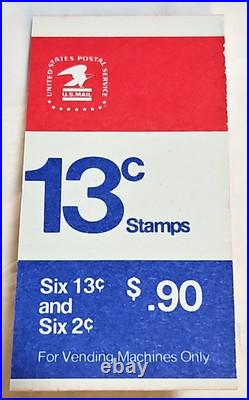 UNITED STATES POSTAL SERVICE
U.S. MAIL
13c
Stamps
Six 13¢
and
Six 2¢
$ .90
For Vending Machines Only